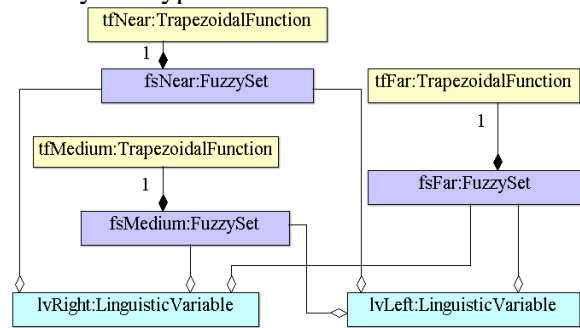 tfNear:TrapezoidalFunction
1
fsNear:FuzzySet
tfFar:TrapezoidalFunction
1
tfMedium:TrapezoidalFunction
1
fsFar:FuzzySet
fsMedium:FuzzySet
lvRight:LinguisticVariable
lvLeft:LinguisticVariable